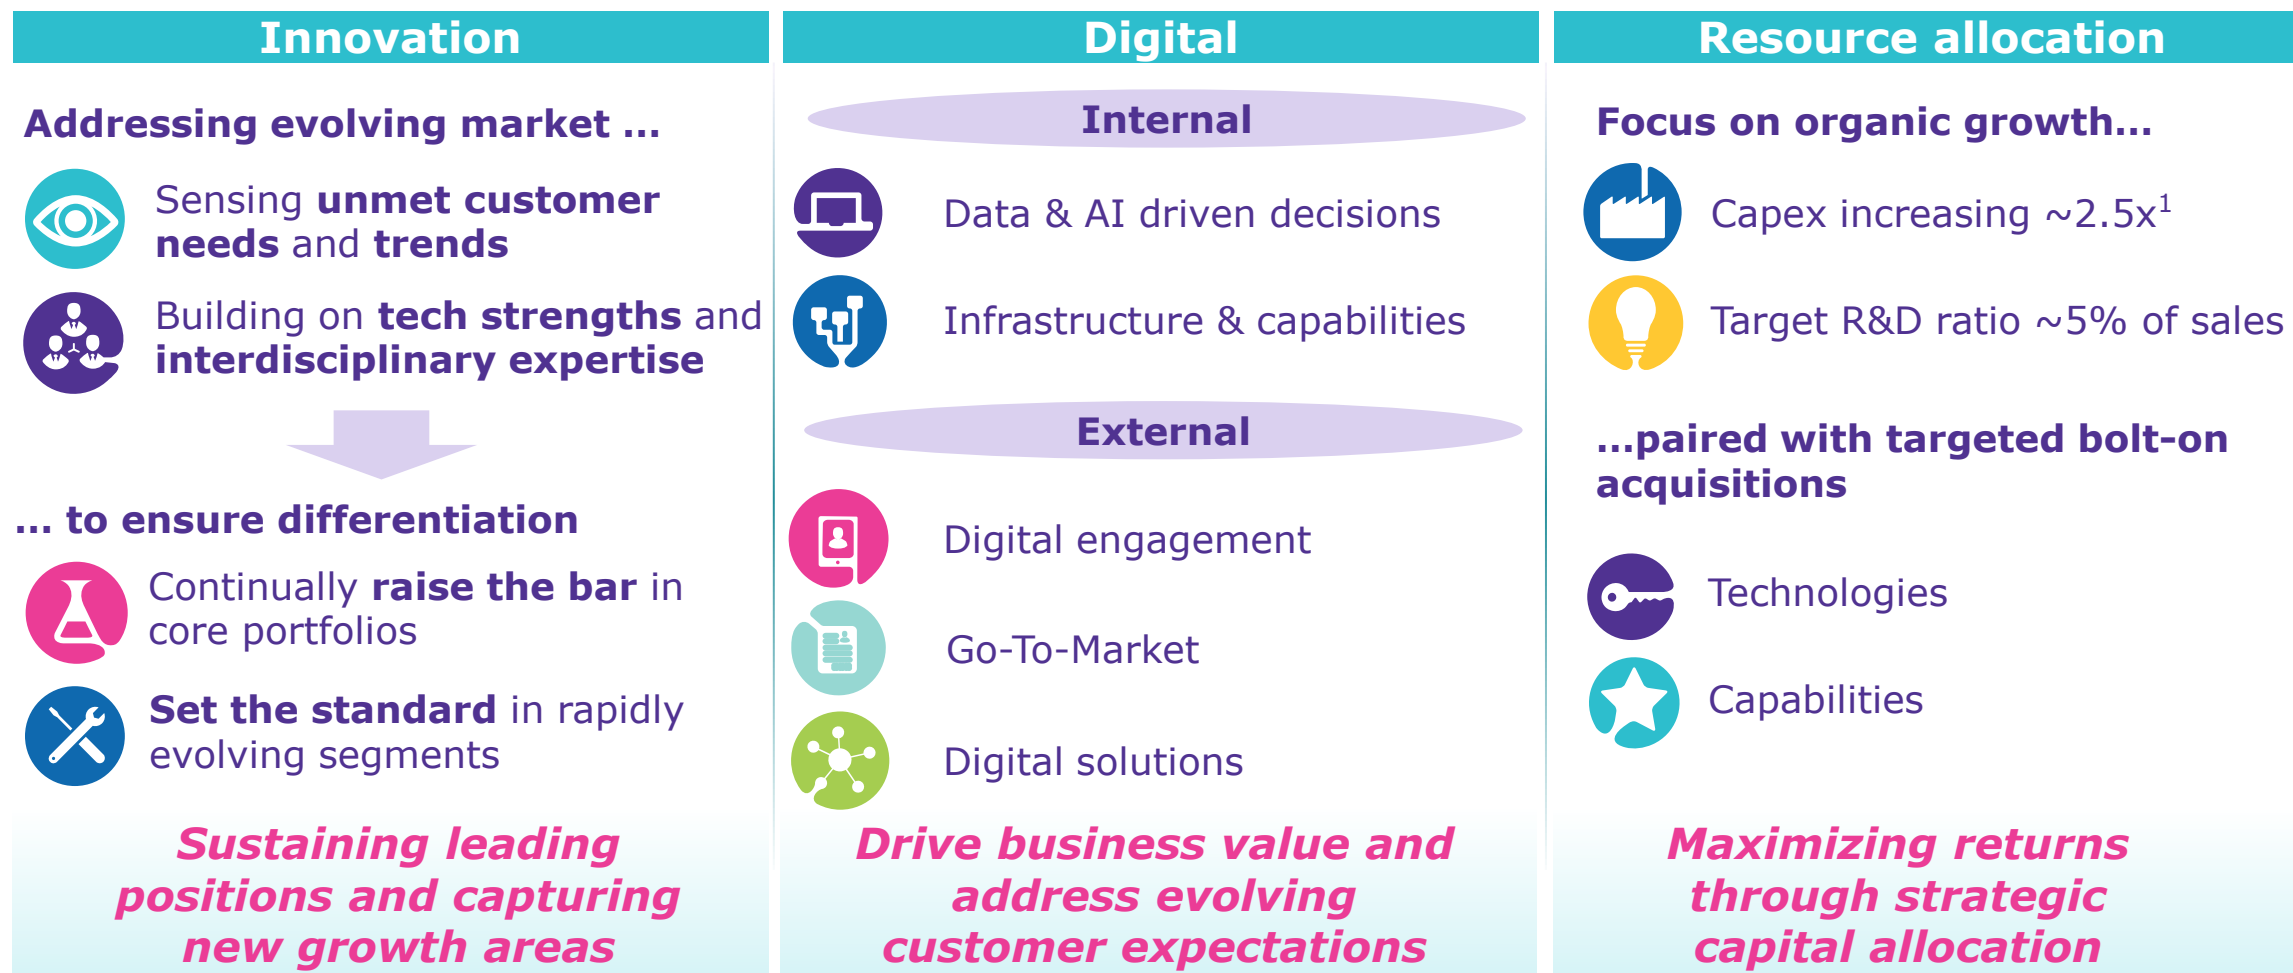 Innovation
Addressing evolving market ...
Sensing unmet customer
needs and trends
Building on tech strengths and
interdisciplinary expertise
... to ensure differentiation
Continually raise the bar in
core portfolios
Set the standard in rapidly
evolving segments
Sustaining leading
positions and capturing
new growth areas
Digital
Internal
Data & AI driven decisions
Infrastructure & capabilities
External
Digital engagement
Go-To-Market
Digital solutions
Drive business value and
address evolving
customer expectations
Resource allocation
Focus on organic growth...
Capex increasing ~2.5x¹
Target R&D ratio ~5% of sales
...paired with targeted bolt-on
acquisitions
Technologies
Capabilities
Maximizing returns
through strategic
capital allocation